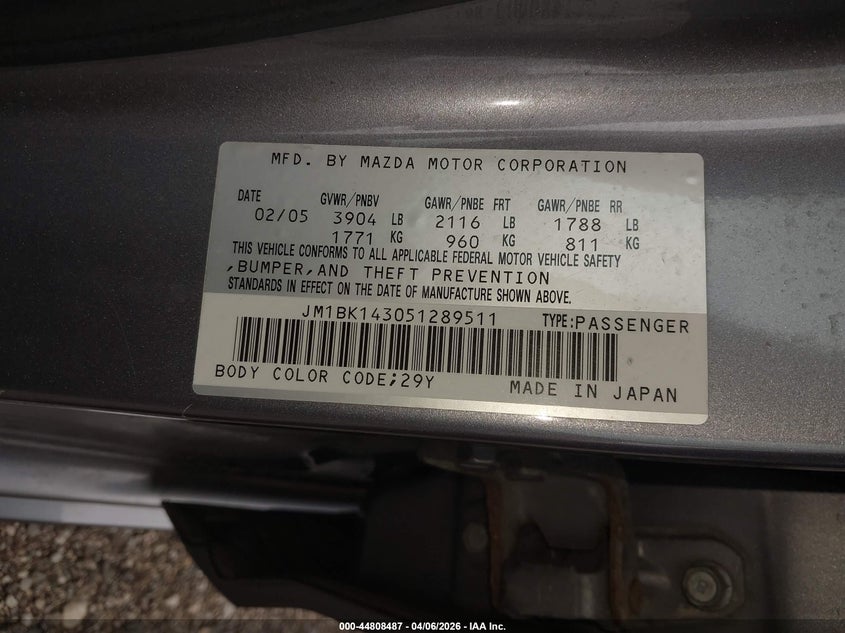 MFD. BY MAZDA MOTOR CORPORATION
DATE GVWR/PNBV GAWR/PNBE FRT GAWR/PNBE RR
02/05 3904 LB 2116 LB 1788 LB
1771 KG 960 KG 811 KG
THIS VEHICLE CONFORMS TO ALL APPLICABLE FEDERAL MOTOR VEHICLE SAFETY
,BUMPER,AND THEFT PREVENTION
STANDARDS IN EFFECT ON THE DATE OF MANUFACTURE SHOWN ABOVE.
JM1BK143051289511 TYPE:PASSENGER
BODY COLOR CODE;29Y MADE IN JAPAN
000-44808487 - 04/06/2026 - IAA Inc.